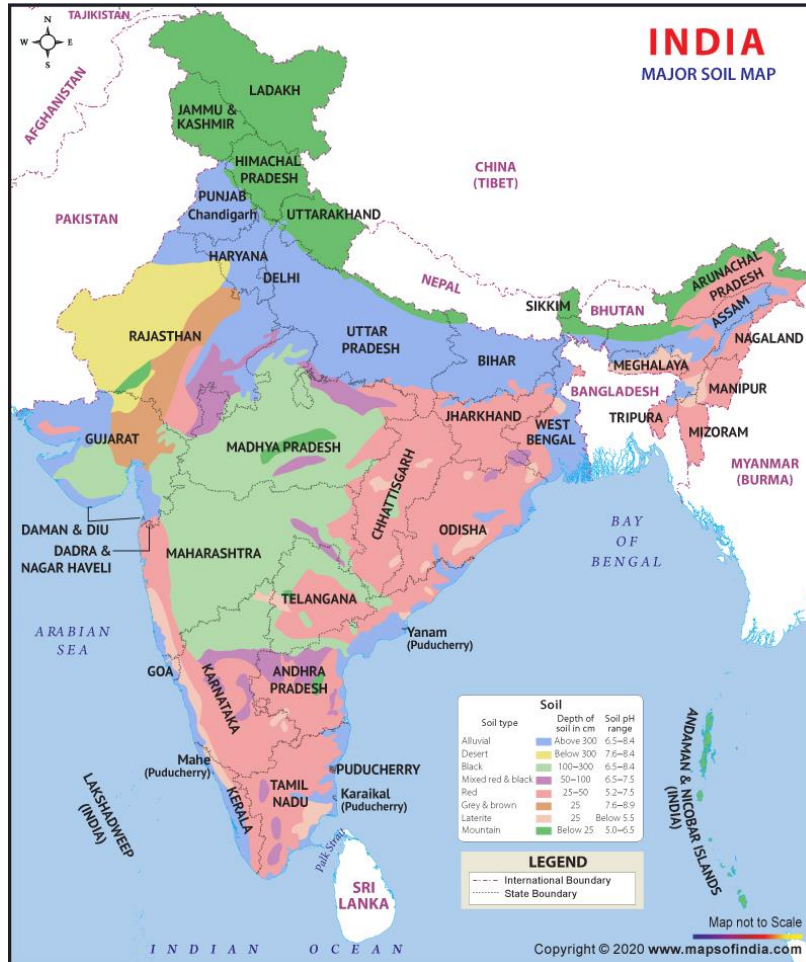 INDIA
MAJOR SOIL MAP
N
W
E
S
TAJIKISTAN
AFGHANISTAN
PAKISTAN
CHINA
(TIBET)
NEPAL
BHUTAN
BANGLADESH
MYANMAR
(BURMA)
SRI
LANKA
LADAKH
JAMMU &
KASHMIR
HIMACHAL
PRADESH
PUNJAB
Chandigarh
UTTARAKHAND
HARYANA
DELHI
RAJASTHAN
UTTAR
PRADESH
BIHAR
SIKKIM
ARUNACHAL
PRADESH
ASSAM
NAGALAND
MEGHALAYA
MANIPUR
TRIPURA
MIZORAM
GUJARAT
MADHYA PRADESH
JHARKHAND
WEST
BENGAL
CHHATTISGARH
ODISHA
DAMAN & DIU
DADRA &
NAGAR HAVELI
MAHARASHTRA
TELANGANA
Yanam
(Puducherry)
GOA
KARNATAKA
ANDHRA
PRADESH
Mahe
(Puducherry)
PUDUCHERRY
Karaikal
(Puducherry)
KERALA
TAMIL
NADU
Palk Strait
LAKSHADWEEP
(INDIA)
ANDAMAN & NICOBAR ISLANDS
(INDIA)
ARABIAN
SEA
BAY
OF
BENGAL
INDIAN OCEAN
Soil
Soil type Depth of soil in cm Soil pH range
Alluvial Above 300 6.5–8.4
Desert Below 300 7.6–8.4
Black 100–300 6.5–8.4
Mixed red & black 50–100 6.5–7.5
Red 25–50 5.2–7.5
Grey & brown 25 7.6–8.9
Laterite 25 Below 5.5
Mountain Below 25 5.0–6.5
LEGEND
International Boundary
State Boundary
Map not to Scale
Copyright © 2020 www.mapsofindia.com